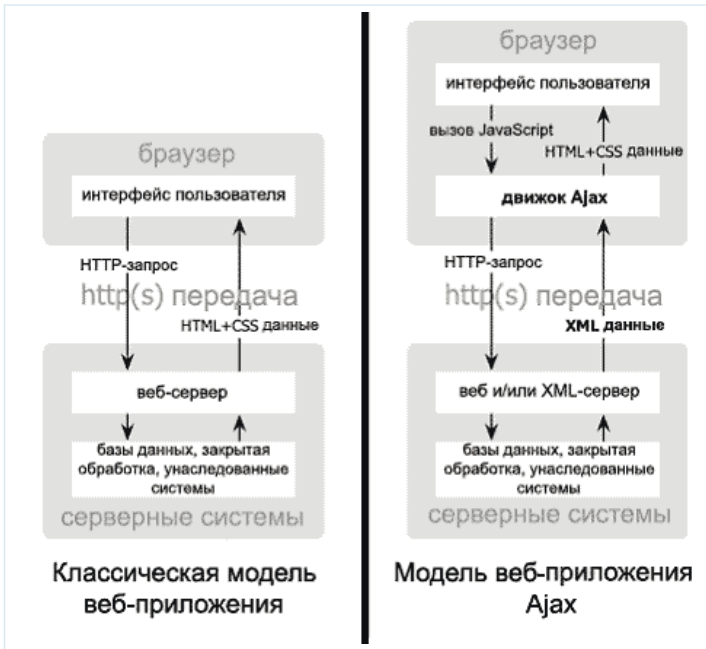 браузер
интерфейс пользователя
HTTP-запрос
http(s) передача
HTML+CSS данные
веб-сервер
базы данных, закрытая
обработка, унаследованные
системы
серверные системы
Классическая модель
веб-приложения
браузер
интерфейс пользователя
вызов JavaScript
HTML+CSS данные
движок Ajax
HTTP-запрос
http(s) передача
XML данные
веб и/или XML-сервер
базы данных, закрытая
обработка, унаследованные
системы
серверные системы
Модель веб-приложения
Ajax